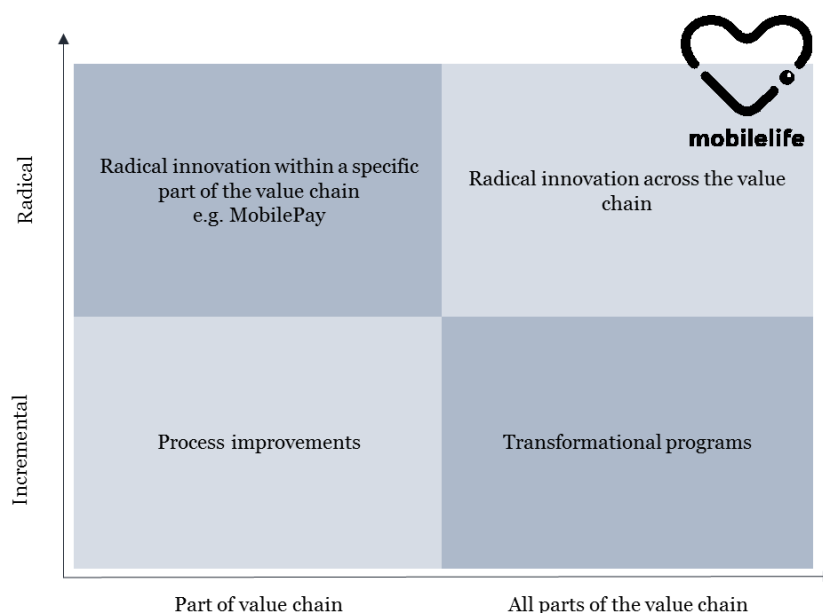 mobilelife
Radical
Radical innovation within a specific
part of the value chain
e.g. MobilePay
Radical innovation across the value
chain
Incremental
Process improvements
Transformational programs
Part of value chain
All parts of the value chain